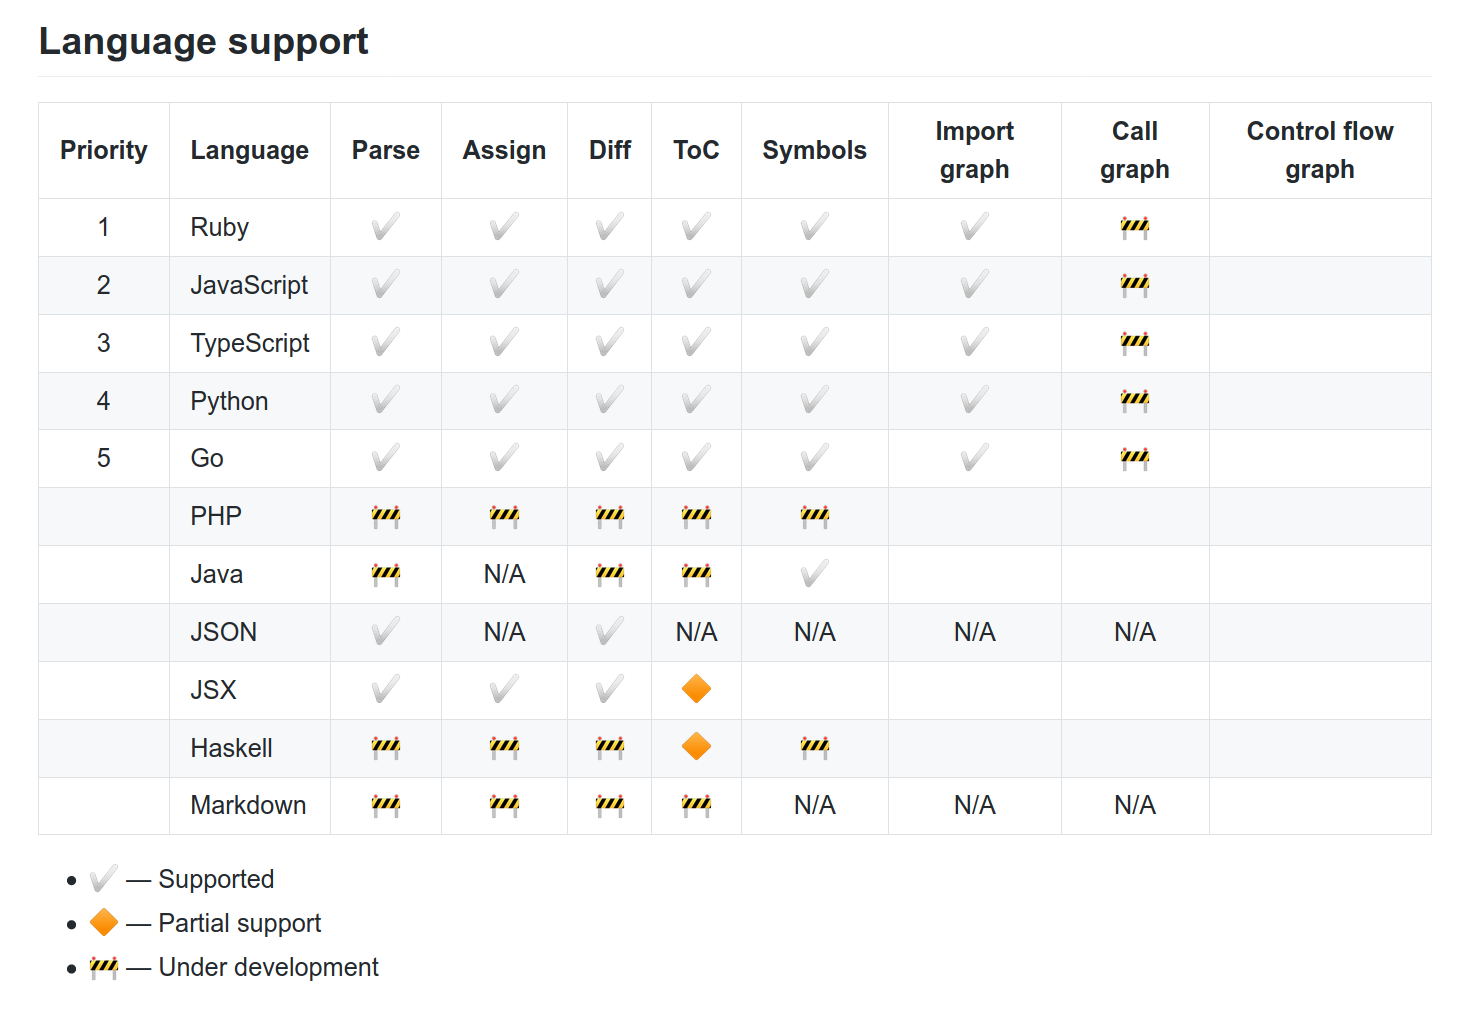 Language support
Priority Language Parse Assign Diff ToC Symbols Import graph Call graph Control flow graph
1 Ruby ✔️ ✔️ ✔️ ✔️ ✔️ ✔️ 🚧
2 JavaScript ✔️ ✔️ ✔️ ✔️ ✔️ ✔️ 🚧
3 TypeScript ✔️ ✔️ ✔️ ✔️ ✔️ ✔️ 🚧
4 Python ✔️ ✔️ ✔️ ✔️ ✔️ ✔️ 🚧
5 Go ✔️ ✔️ ✔️ ✔️ ✔️ ✔️ 🚧
PHP 🚧 🚧 🚧 🚧 🚧
Java 🚧 N/A 🚧 🚧 ✔️
JSON ✔️ N/A ✔️ N/A N/A N/A N/A
JSX ✔️ ✔️ ✔️ 🔶
Haskell 🚧 🚧 🚧 🔶 🚧
Markdown 🚧 🚧 🚧 🚧 N/A N/A N/A
• ✔️ — Supported
• 🔶 — Partial support
• 🚧 — Under development